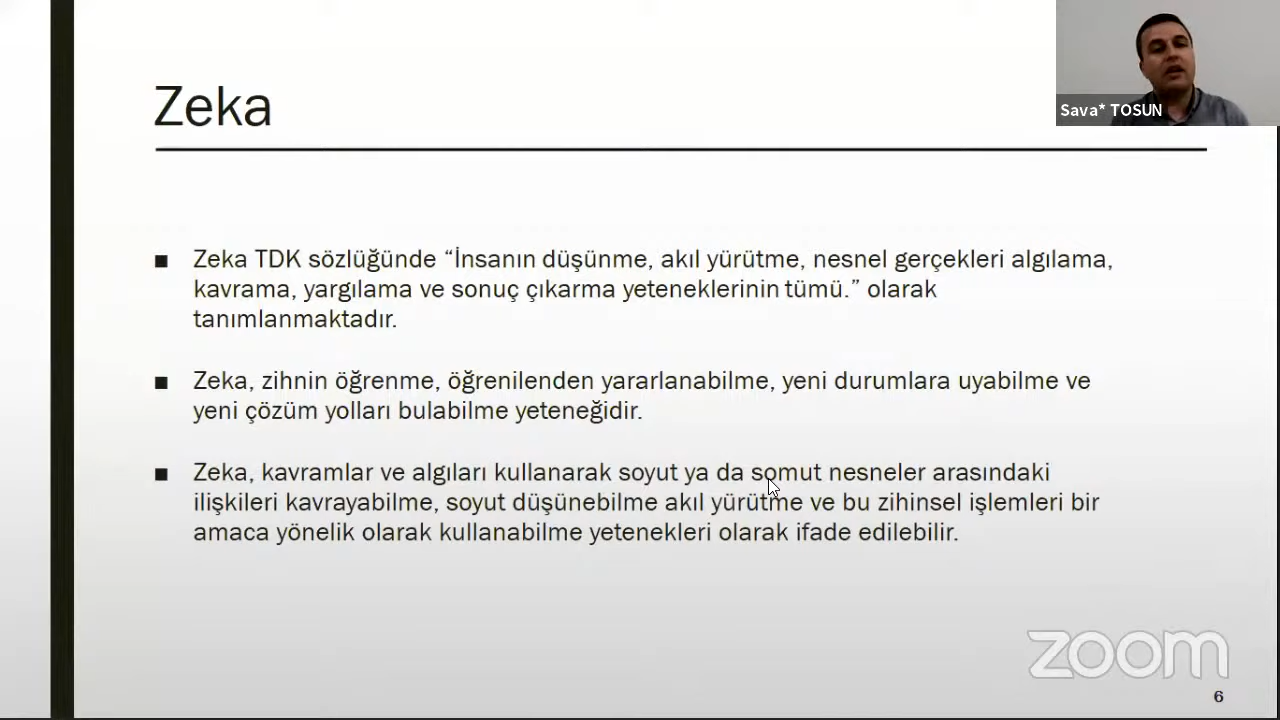 Zeka
Sava* TOSUN
■ Zeka TDK sözlüğünde “İnsanın düşünme, akıl yürütme, nesnel gerçekleri algılama,
kavrama, yargılama ve sonuç çıkarma yeteneklerinin tümü.” olarak
tanımlanmaktadır.
■ Zeka, zihnin öğrenme, öğrenilenden yararlanabilme, yeni durumlara uyabilme ve
yeni çözüm yolları bulabilme yeteneğidir.
■ Zeka, kavramlar ve algıları kullanarak soyut ya da somut nesneler arasındaki
ilişkileri kavrayabilme, soyut düşünebilme akıl yürütme ve bu zihinsel işlemleri bir
amaca yönelik olarak kullanabilme yetenekleri olarak ifade edilebilir.
zoom
6